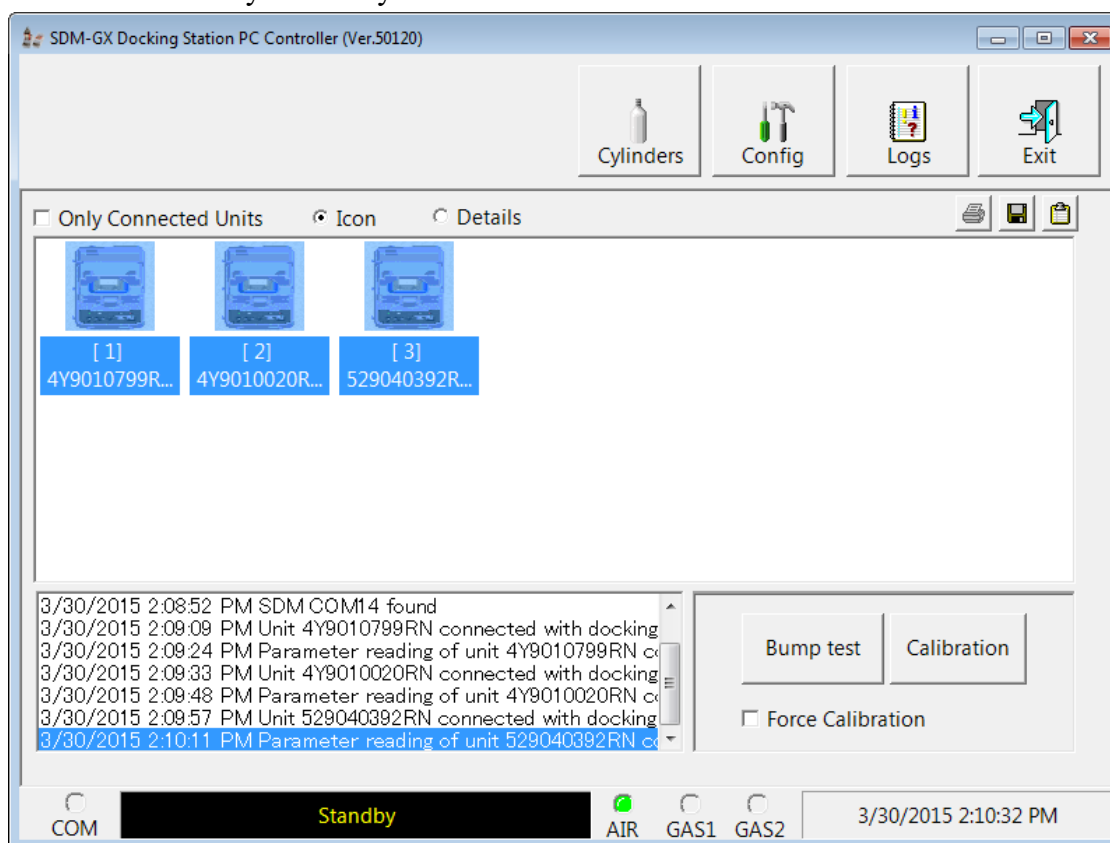 SDM-GX Docking Station PC Controller (Ver.50120)
Cylinders Config Logs Exit
Only Connected Units Icon Details
[ 1] [ 2] [ 3]
4Y9010799R... 4Y9010020R... 529040392R...
3/30/2015 2:08:52 PM SDM COM14 found
3/30/2015 2:09:09 PM Unit 4Y9010799RN connected with docking
3/30/2015 2:09:24 PM Parameter reading of unit 4Y9010799RN
3/30/2015 2:09:33 PM Unit 4Y9010020RN connected with docking
3/30/2015 2:09:48 PM Parameter reading of unit 4Y9010020RN
3/30/2015 2:09:57 PM Unit 529040392RN connected with docking
3/30/2015 2:10:11 PM Parameter reading of unit 529040392RN
Bump test Calibration
Force Calibration
COM Standby AIR GAS1 GAS2 3/30/2015 2:10:32 PM